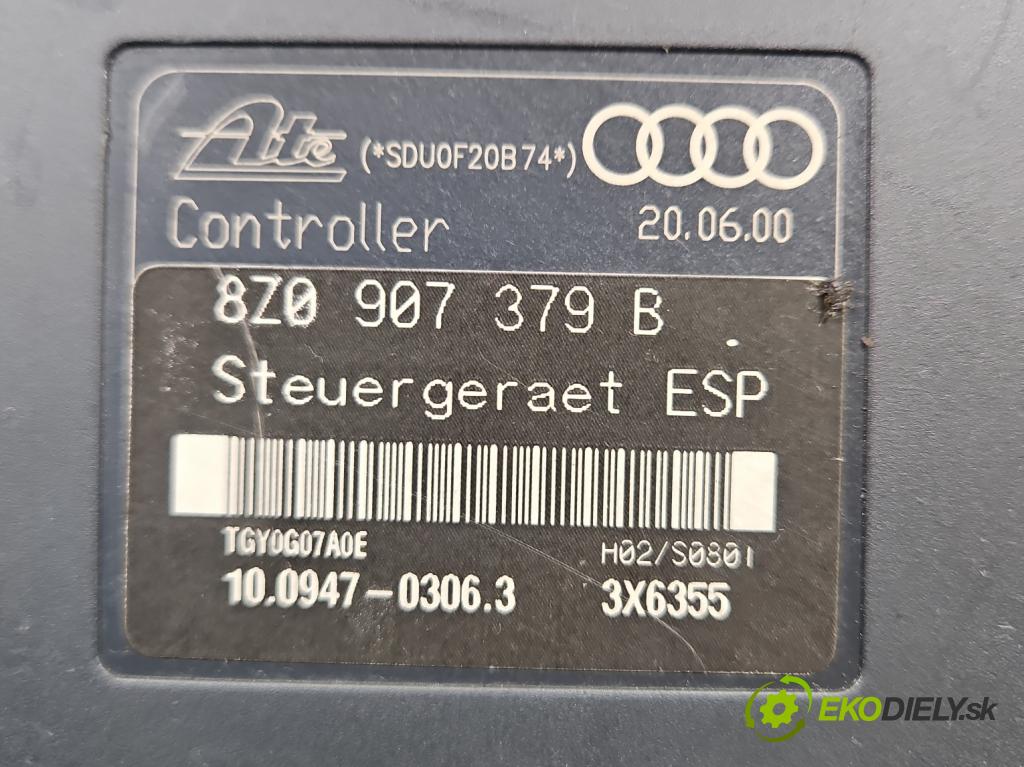 Ate (*SDU0F20B74*)
Controller 20.06.00
8Z0 907 379 B
Steuergeraet ESP
TGY0G07A0E H02/S0801
10.0947-0306.3 3X6355
EKODIELY.sk